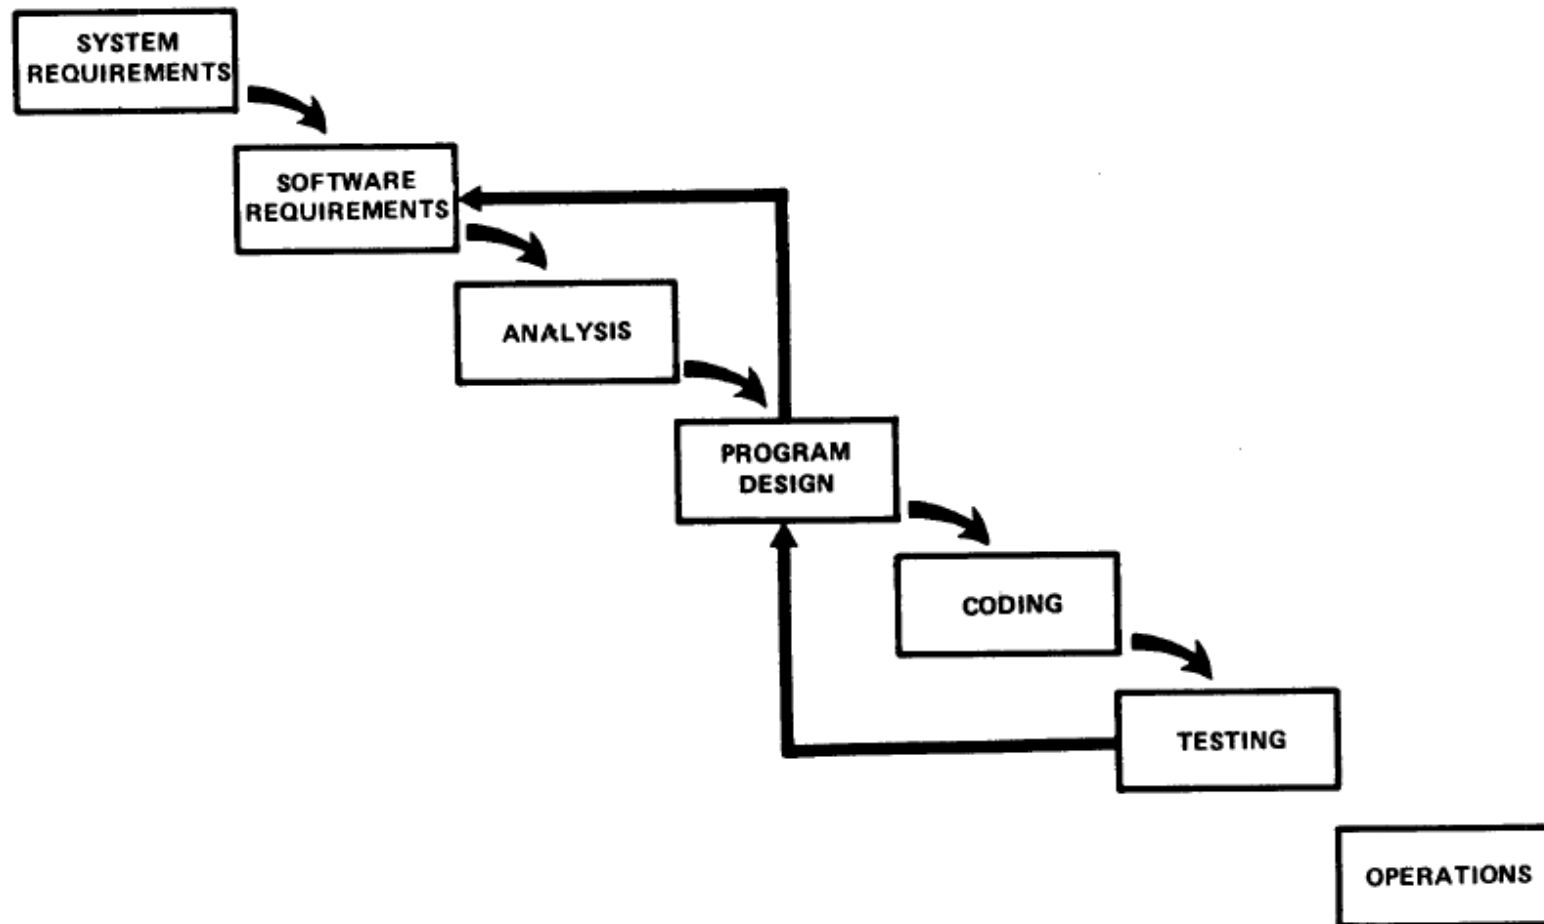 SYSTEM
REQUIREMENTS
SOFTWARE
REQUIREMENTS
ANALYSIS
PROGRAM
DESIGN
CODING
TESTING
OPERATIONS